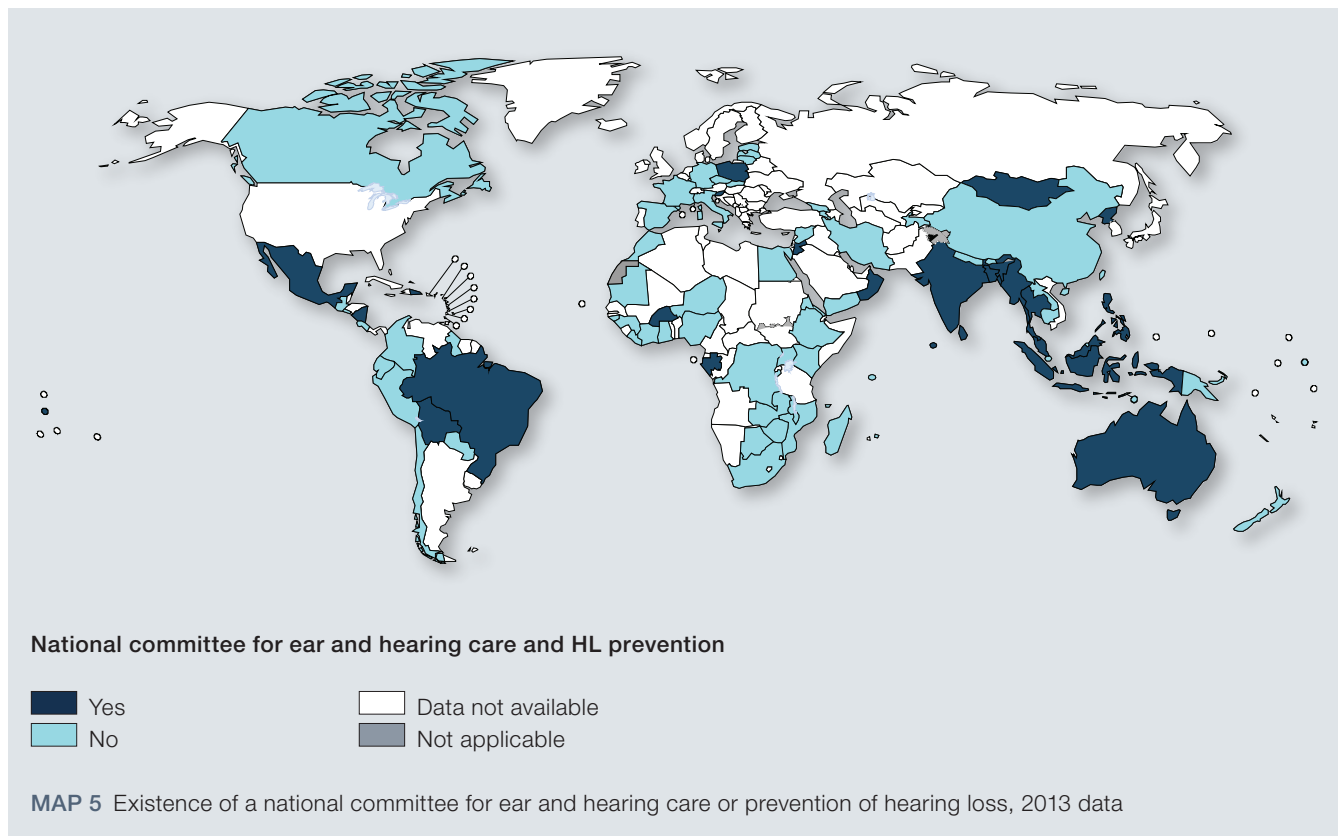 National committee for ear and hearing care and HL prevention
Yes
No
Data not available
Not applicable
MAP 5 Existence of a national committee for ear and hearing care or prevention of hearing loss, 2013 data